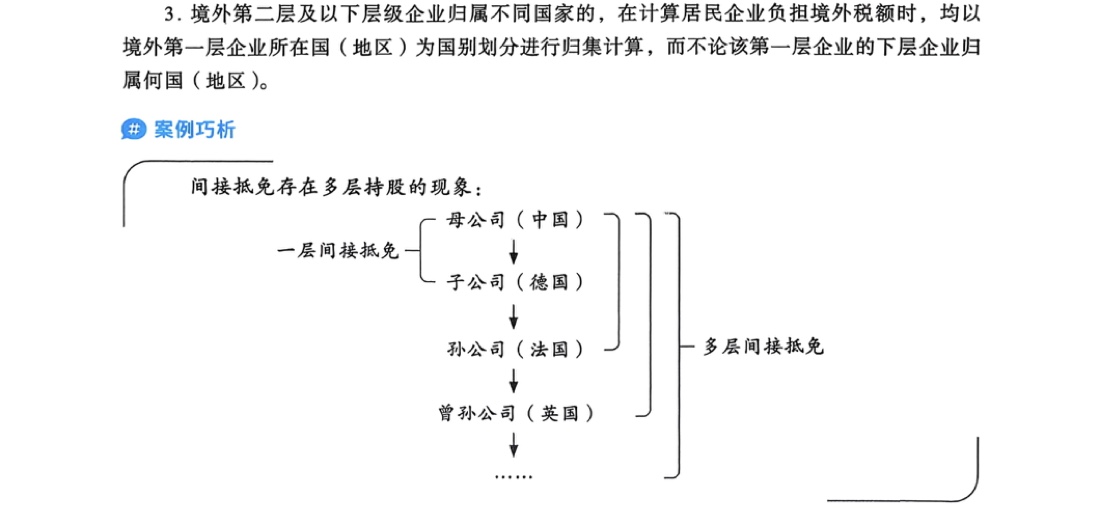 3. 境外第二层及以下层级企业归属不同国家的，在计算居民企业负担境外税额时，均以
境外第一层企业所在国（地区）为国别划分进行归集计算，而不论该第一层企业的下层企业归
属何国（地区）。
# 案例巧析
间接抵免存在多层持股的现象：
母公司（中国）
一层间接抵免
子公司（德国）
孙公司（法国）
多层间接抵免
曾孙公司（英国）
……